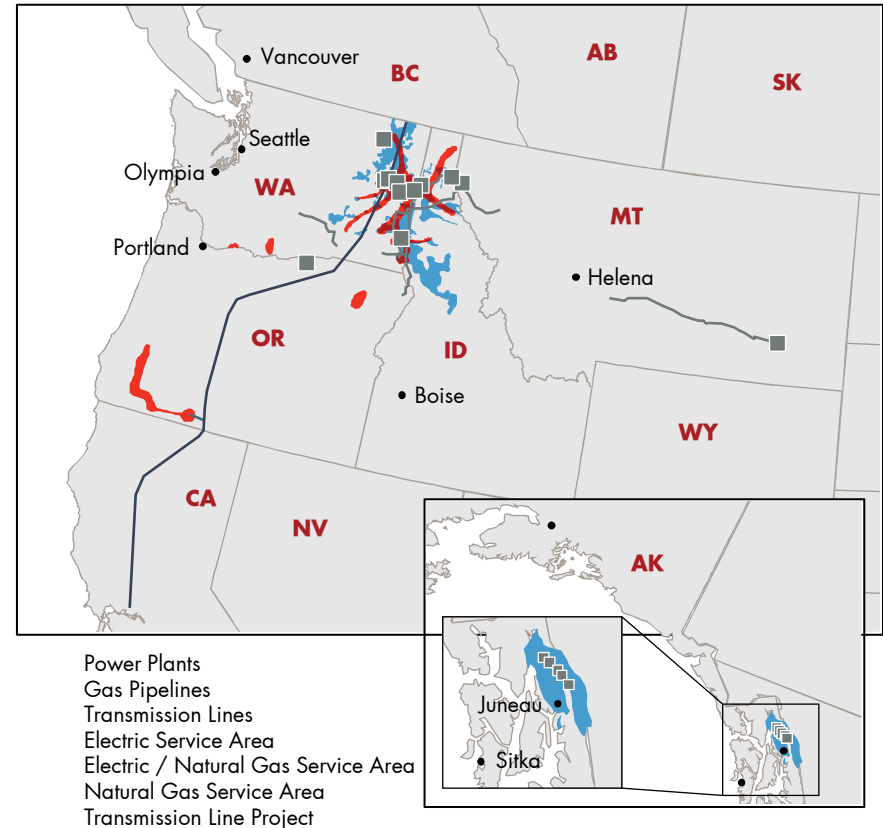 Vancouver
BC
AB
SK
Seattle
Olympia
WA
MT
Portland
Helena
OR
ID
Boise
WY
CA
NV
AK
Juneau
Sitka
Power Plants
Gas Pipelines
Transmission Lines
Electric Service Area
Electric / Natural Gas Service Area
Natural Gas Service Area
Transmission Line Project